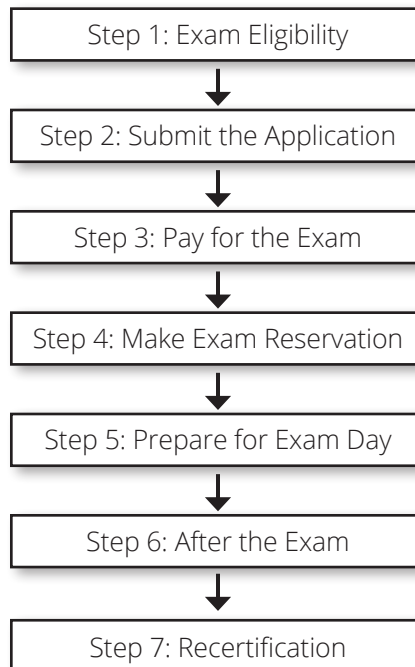 Step 1: Exam Eligibility
Step 2: Submit the Application
Step 3: Pay for the Exam
Step 4: Make Exam Reservation
Step 5: Prepare for Exam Day
Step 6: After the Exam
Step 7: Recertification